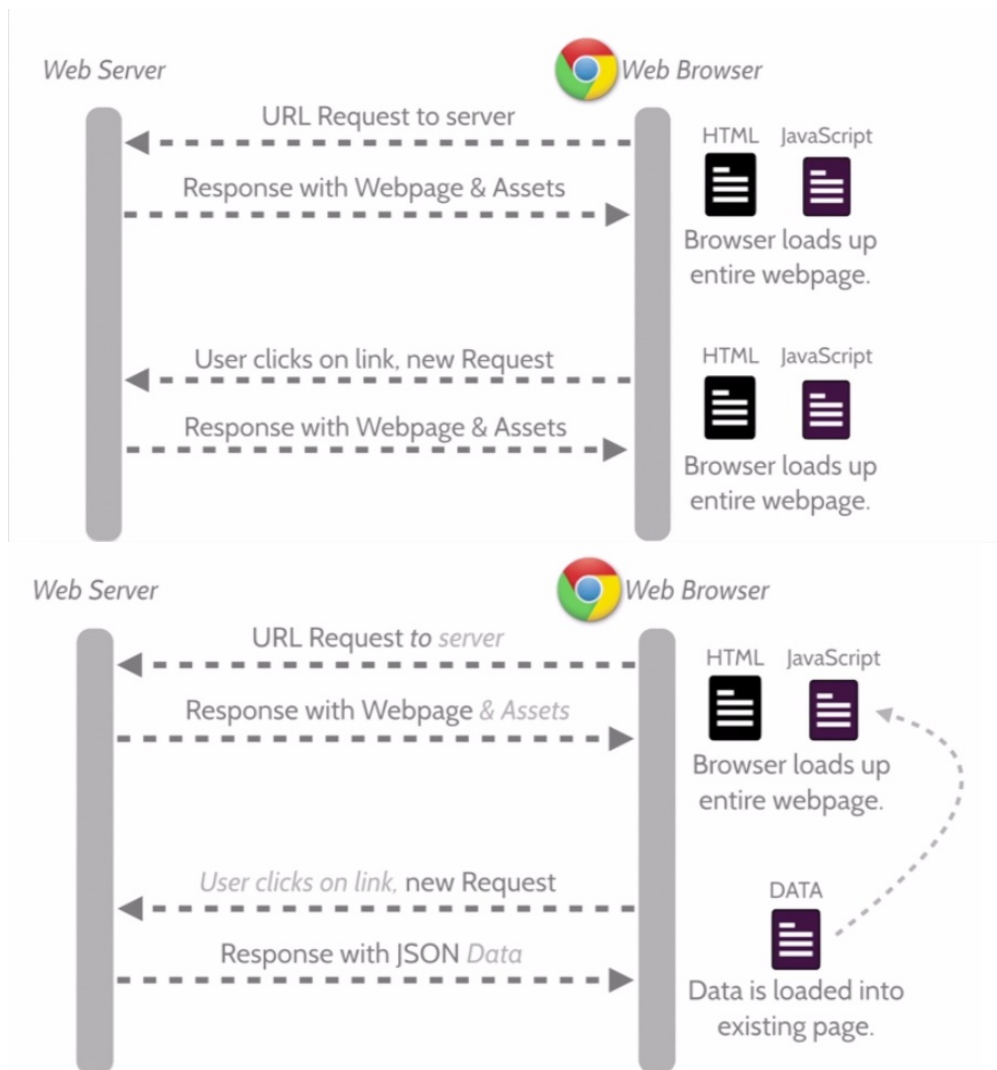 Web Server
Web Browser
URL Request to server
HTML
JavaScript
Response with Webpage & Assets
Browser loads up
entire webpage.
User clicks on link, new Request
HTML
JavaScript
Response with Webpage & Assets
Browser loads up
entire webpage.
Web Server
Web Browser
URL Request to server
HTML
JavaScript
Response with Webpage & Assets
Browser loads up
entire webpage.
User clicks on link, new Request
DATA
Response with JSON Data
Data is loaded into
existing page.